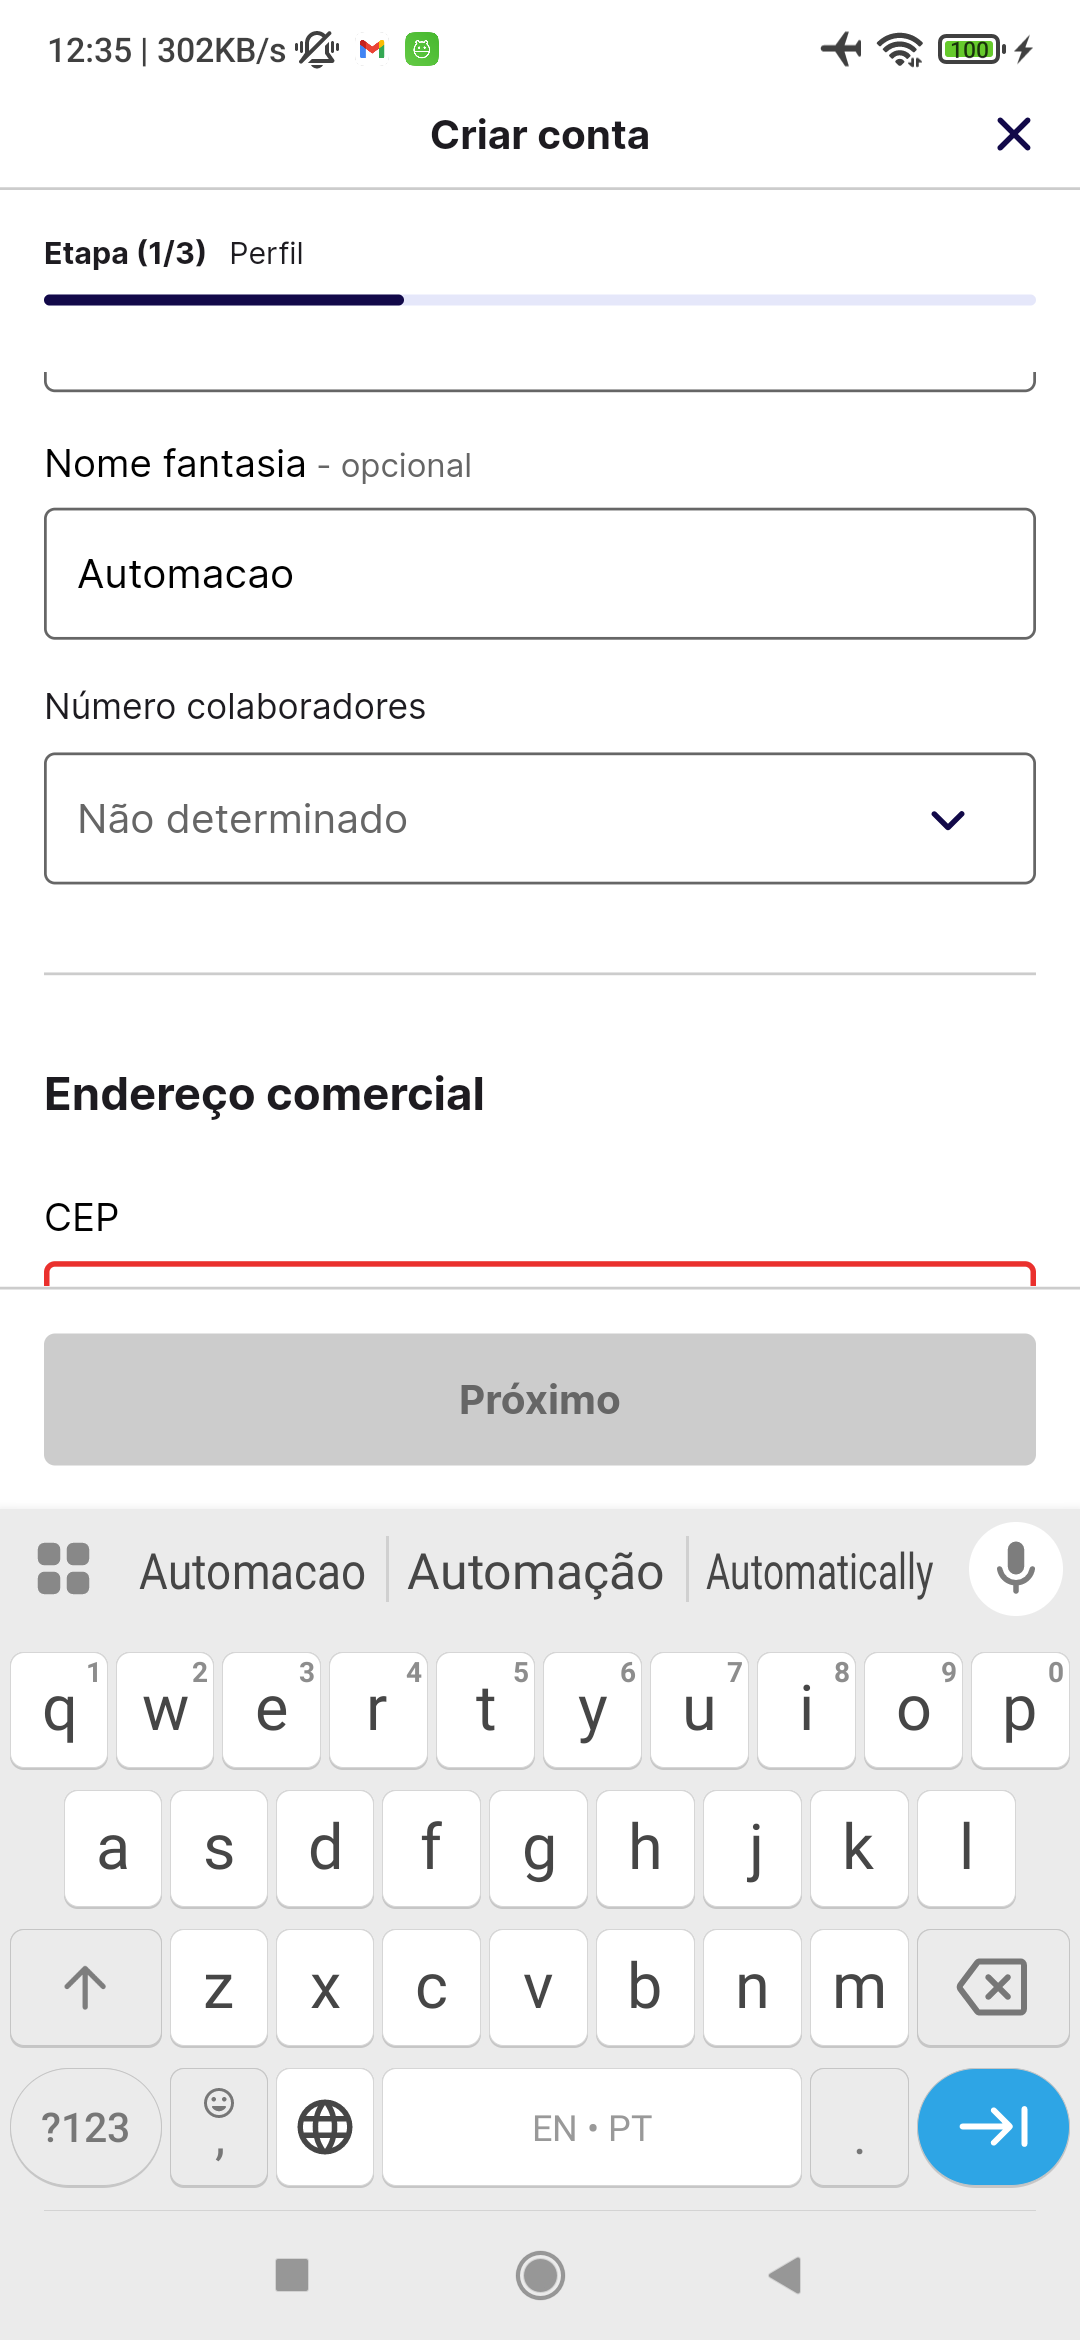 12:35 | 302KB/s 100
Criar conta
Etapa (1/3) Perfil
Nome fantasia - opcional
Automacao
Número colaboradores
Não determinado
Endereço comercial
CEP
Próximo
Automacao Automação Automatically
1 2 3 4 5 6 7 8 9 0
q w e r t y u i o p
a s d f g h j k l
z x c v b n m
?123 , EN • PT .